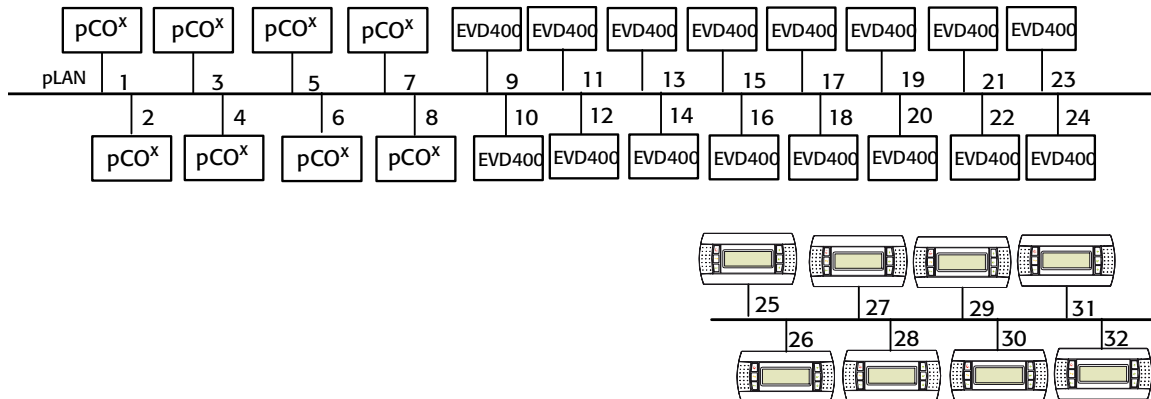 pCOX pCOX pCOX pCOX EVD400 EVD400 EVD400 EVD400 EVD400 EVD400 EVD400 EVD400
pLAN 1 3 5 7 9 11 13 15 17 19 21 23
2 4 6 8 10 12 14 16 18 20 22 24
pCOX pCOX pCOX pCOX EVD400 EVD400 EVD400 EVD400 EVD400 EVD400 EVD400 EVD400
25 27 29 31
26 28 30 32